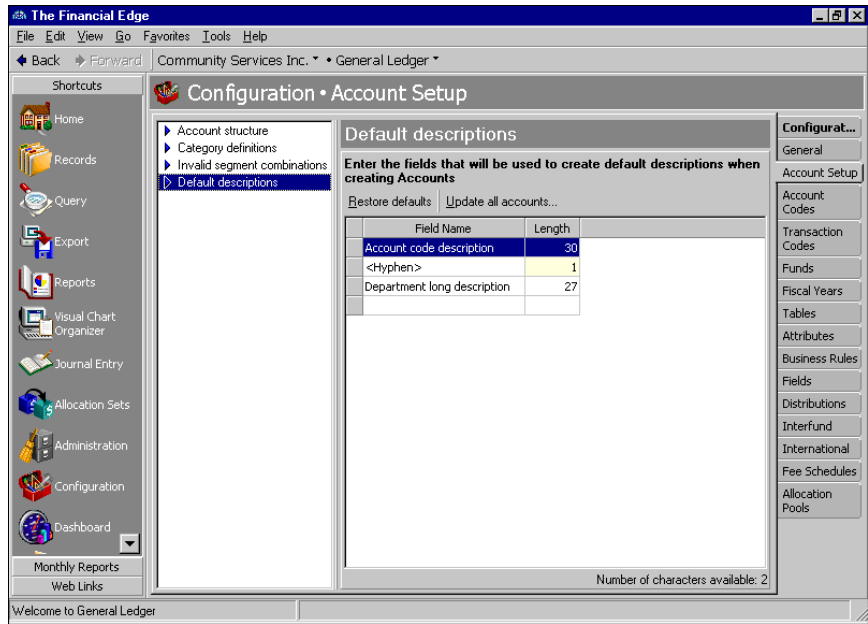 The Financial Edge
File Edit View Go Favorites Tools Help
Back Forward Community Services Inc. • General Ledger
Shortcuts
Home
Records
Query
Export
Reports
Visual Chart
Organizer
Journal Entry
Allocation Sets
Administration
Configuration
Dashboard
Monthly Reports
Web Links
Configuration • Account Setup
Account structure
Category definitions
Invalid segment combinations
Default descriptions
Default descriptions
Enter the fields that will be used to create default descriptions when
creating Accounts
Restore defaults Update all accounts...
Field Name Length
Account code description 30
<Hyphen> 1
Department long description 27
Number of characters available: 2
Configurat...
General
Account Setup
Account
Codes
Transaction
Codes
Funds
Fiscal Years
Tables
Attributes
Business Rules
Fields
Distributions
Interfund
International
Fee Schedules
Allocation
Pools
Welcome to General Ledger